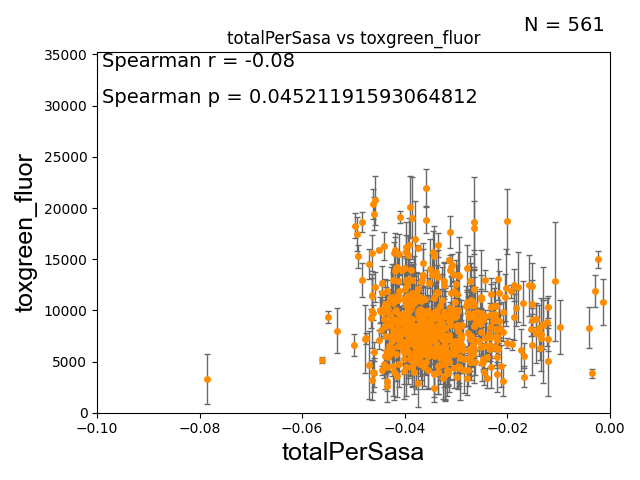 N = 561
totalPerSasa vs toxgreen_fluor
Spearman r = -0.08
Spearman p = 0.04521191593064812
toxgreen_fluor
35000
30000
25000
20000
15000
10000
5000
0
−0.10 −0.08 −0.06 −0.04 −0.02 0.00
totalPerSasa